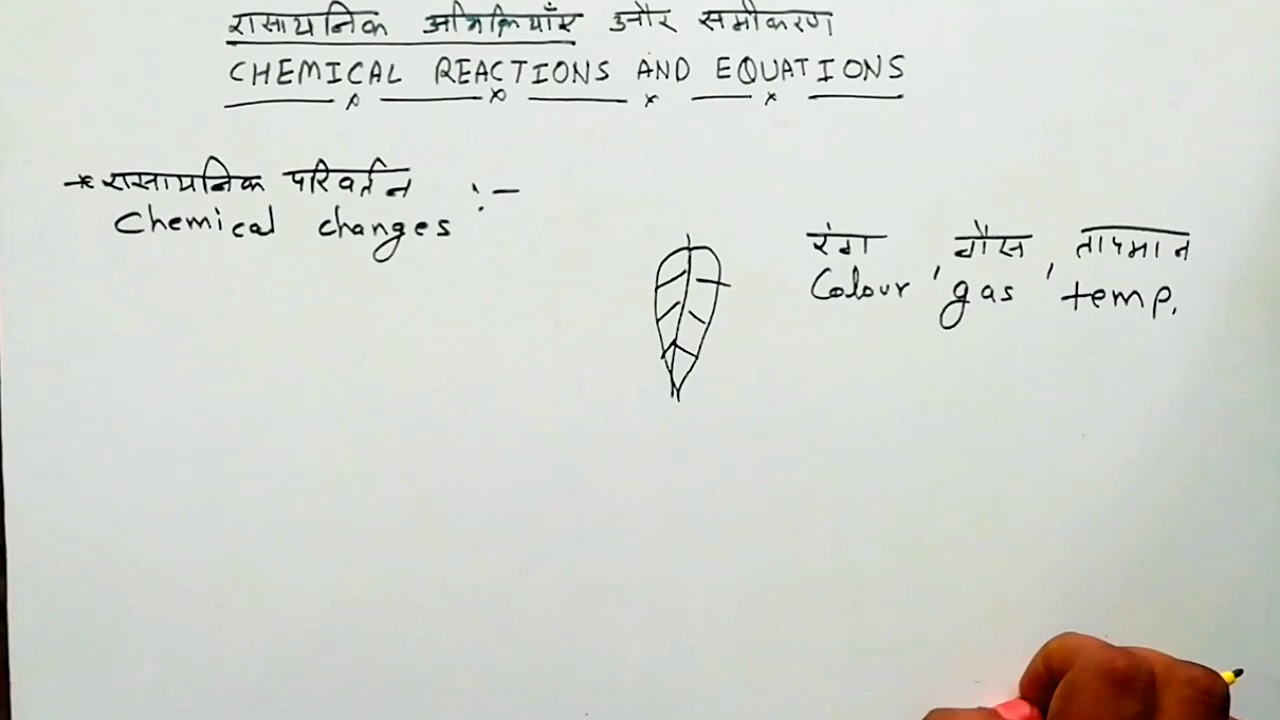 रासायनिक अभिक्रियाएँ और समीकरण
CHEMICAL REACTIONS AND EQUATIONS
* रासायनिक परिवर्तन :-
Chemical changes
रंग, गैस, तापमान
Colour, gas, temp.